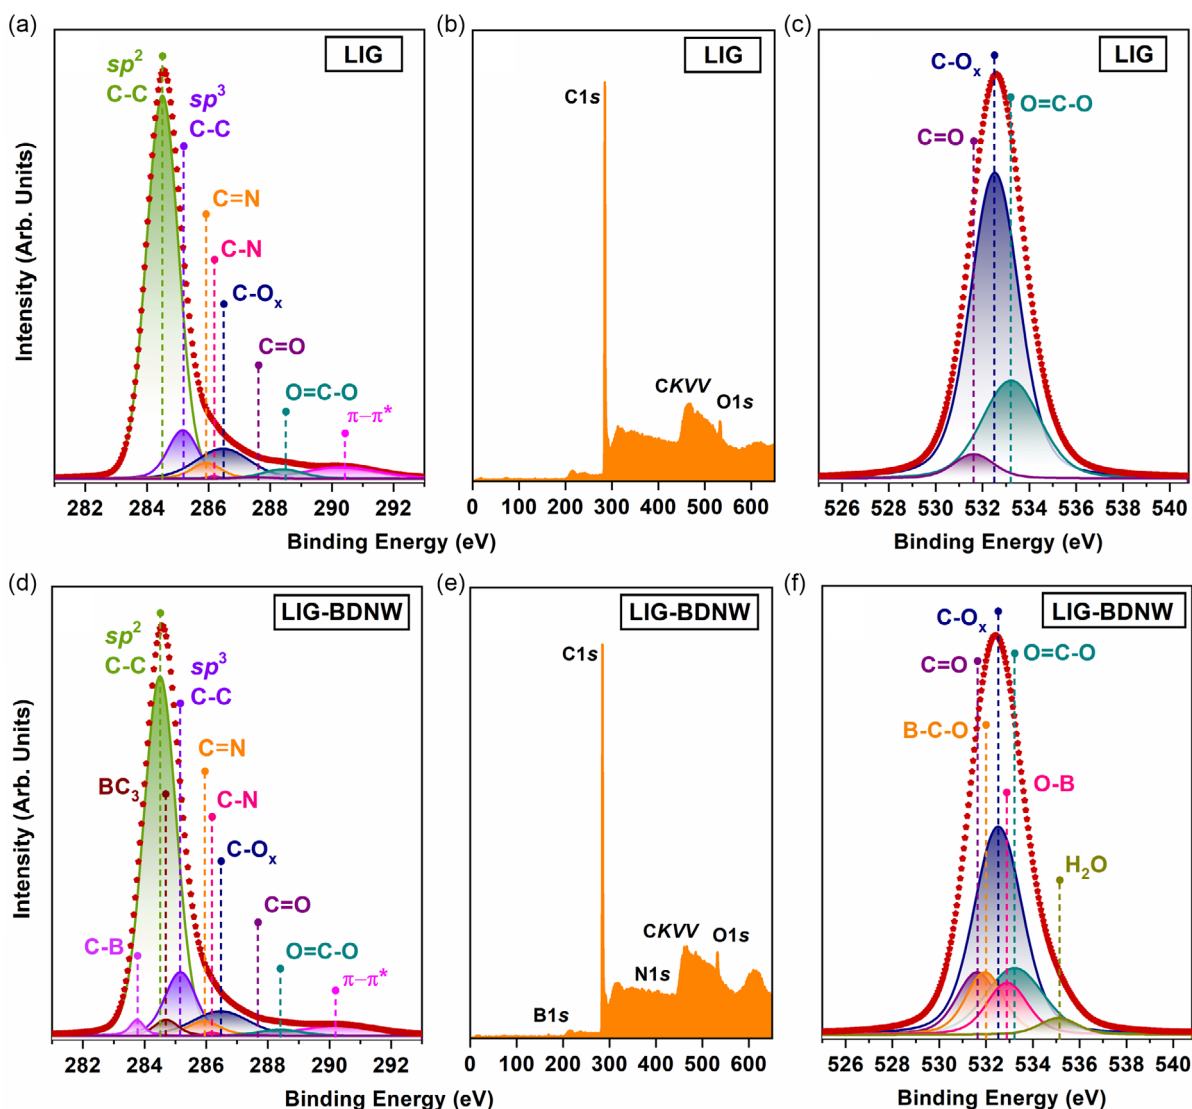 (a)
LIG
sp²
C-C
sp³
C-C
C=N
C-N
C-Oₓ
C=O
O=C-O
π–π*
Intensity (Arb. Units)
282 284 286 288 290 292
Binding Energy (eV)
(b)
LIG
C1s
CKVV
O1s
0 100 200 300 400 500 600
Binding Energy (eV)
(c)
LIG
C-Oₓ
O=C-O
C=O
526 528 530 532 534 536 538 540
Binding Energy (eV)
(d)
LIG-BDNW
sp²
C-C
sp³
C-C
C=N
BC₃
C-N
C-Oₓ
C=O
C-B
O=C-O
π–π*
Intensity (Arb. Units)
282 284 286 288 290 292
Binding Energy (eV)
(e)
LIG-BDNW
C1s
CKVV
O1s
N1s
B1s
0 100 200 300 400 500 600
Binding Energy (eV)
(f)
LIG-BDNW
C-Oₓ
C=O
O=C-O
B-C-O
O-B
H₂O
526 528 530 532 534 536 538 540
Binding Energy (eV)